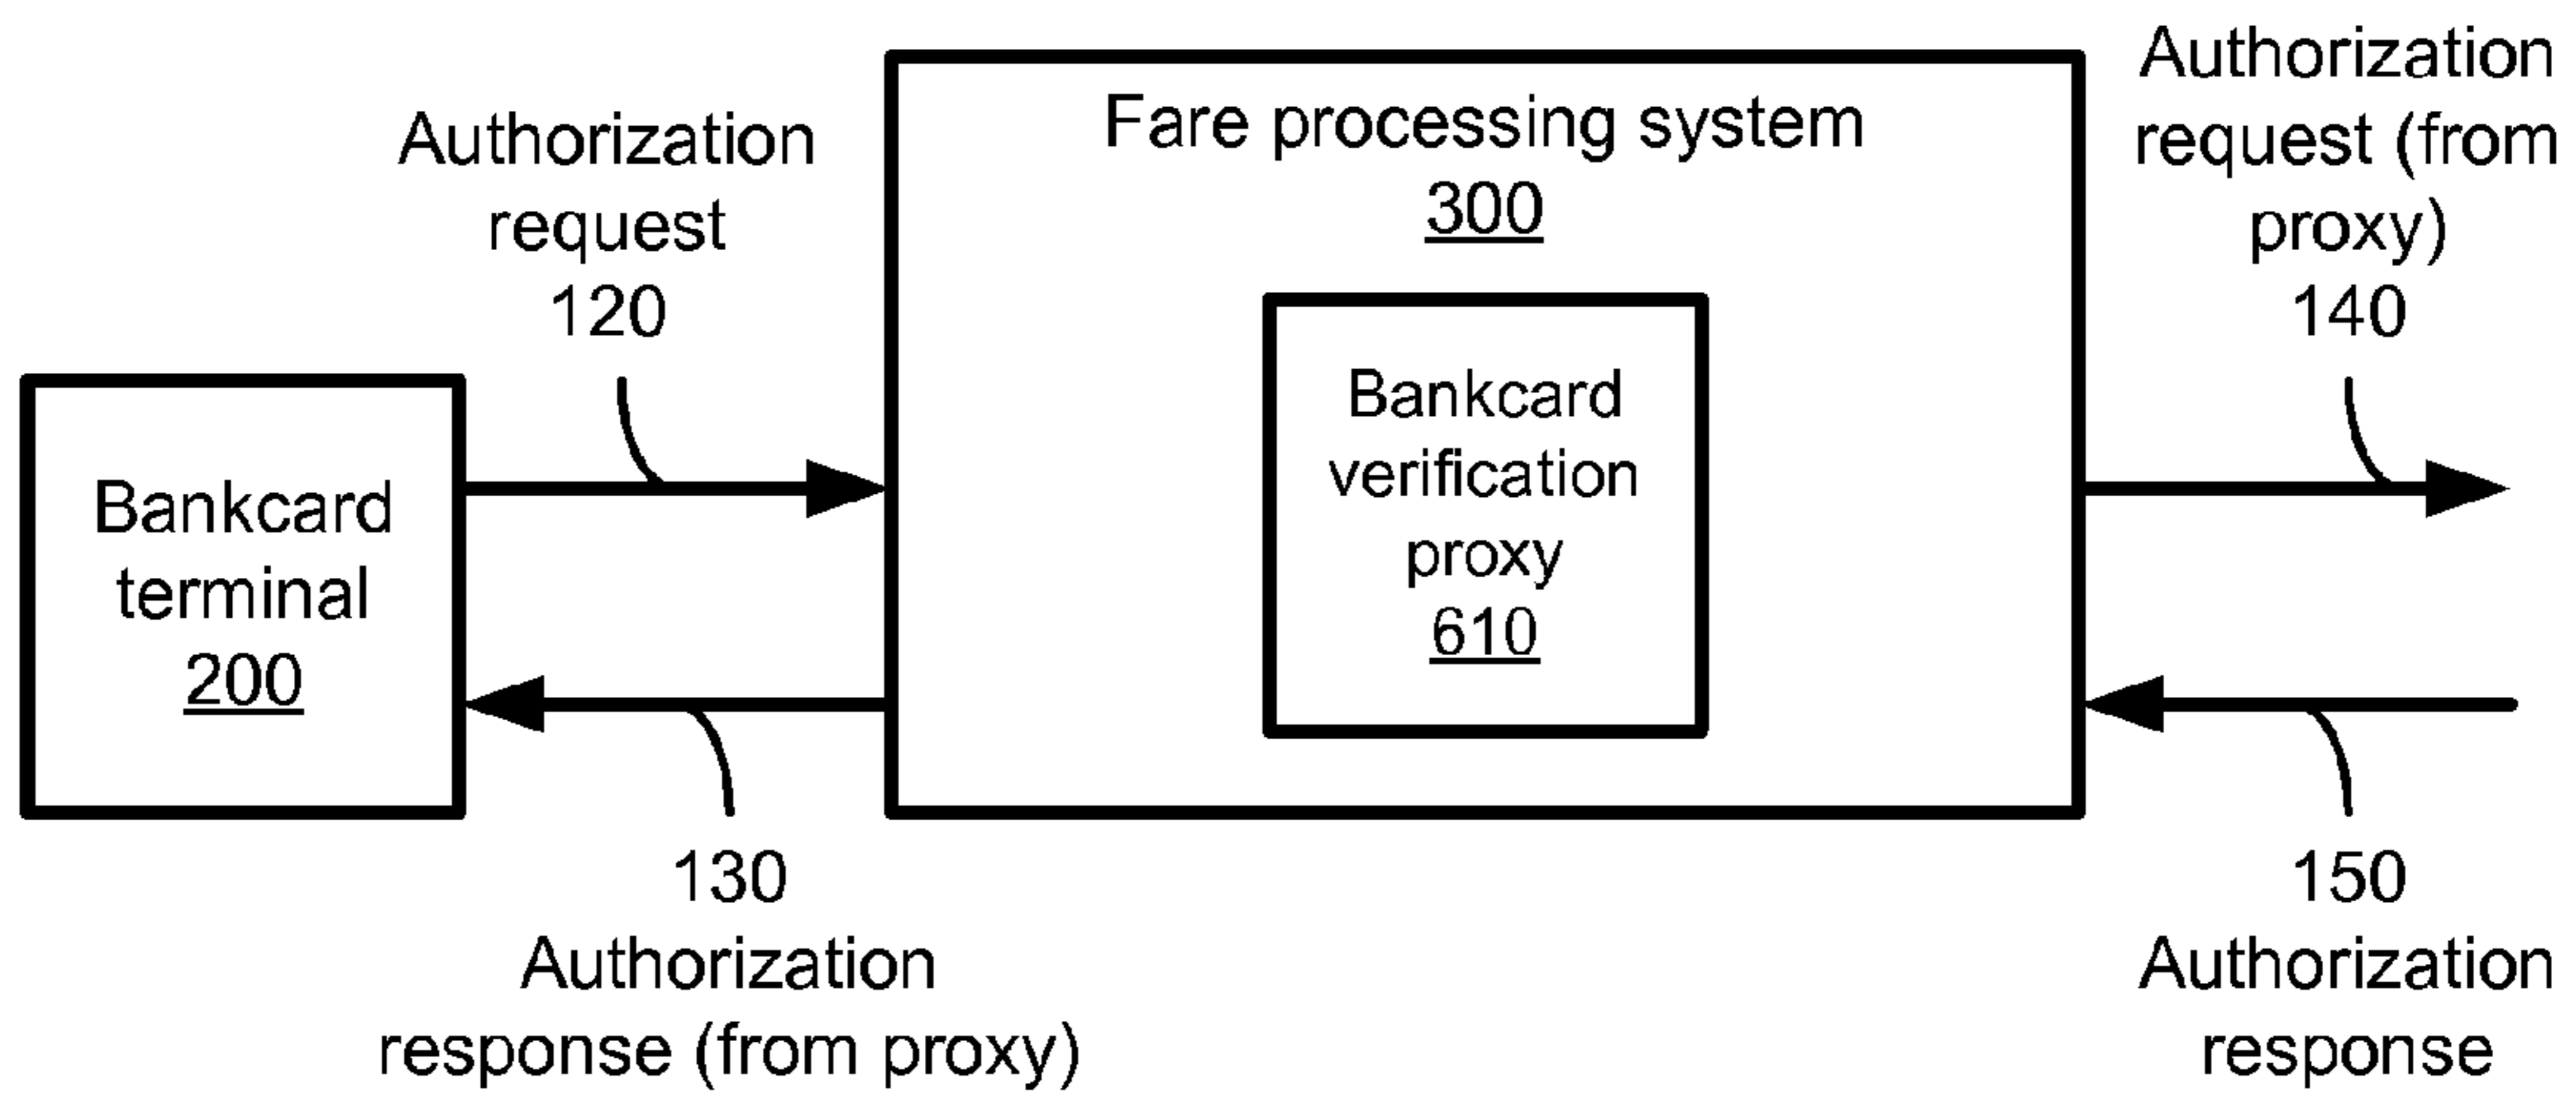 Authorization
request
120
Fare processing system
300
Authorization
request (from
proxy)
140
Bankcard
terminal
200
Bankcard
verification
proxy
610
130
Authorization
response (from proxy)
150
Authorization
response